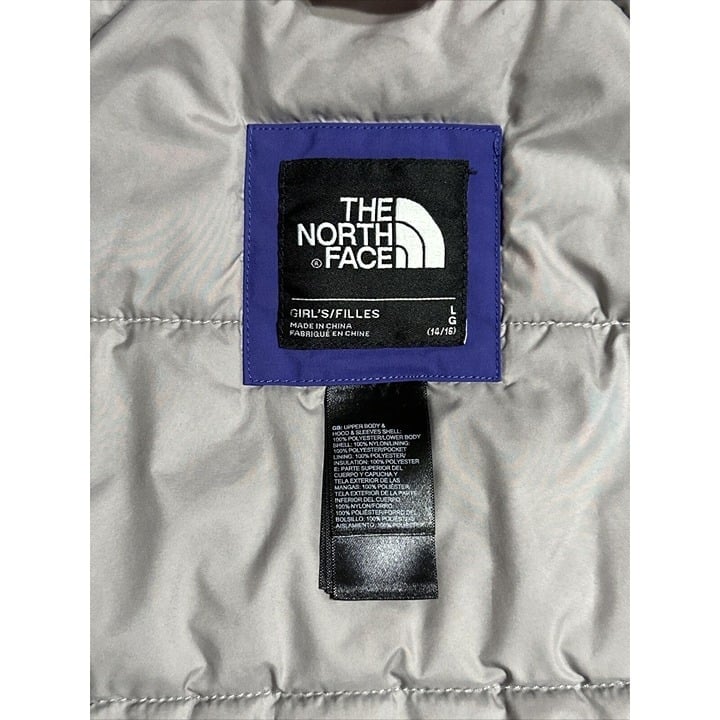 THE
NORTH
FACE
®
GIRL'S/FILLES
MADE IN CHINA
FABRIQUÉ EN CHINE
L
G
(14/16)
GB: UPPER BODY &
HOOD & SLEEVES SHELL:
100% POLYESTER/LOWER BODY
SHELL: 100% NYLON/LINING:
100% POLYESTER/POCKET
LINING: 100% POLYESTER/
INSULATION: 100% POLYESTER
E: PARTE SUPERIOR DEL
CUERPO Y CAPUCHA Y
TELA EXTERIOR DE LAS
MANGAS: 100% POLIÉSTER/
TELA EXTERIOR DE LA PARTE
INFERIOR DEL CUERPO:
100% NYLON/FORRO:
100% POLIÉSTER/FORRO DEL
BOLSILLO: 100% POLIÉSTER/
AISLAMIENTO: 100% POLIÉSTER